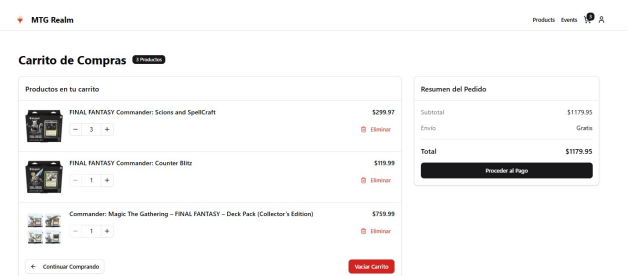 MTG Realm
Products Events 3
Carrito de Compras 3 Productos
Productos en tu carrito
FINAL FANTASY Commander: Scions and SpellCraft $299.97
− 3 + Eliminar
FINAL FANTASY Commander: Counter Blitz $119.99
− 1 + Eliminar
Commander: Magic The Gathering – FINAL FANTASY – Deck Pack (Collector's Edition) $759.99
− 1 + Eliminar
← Continuar Comprando Vaciar Carrito
Resumen del Pedido
Subtotal $1179.95
Envío Gratis
Total $1179.95
Proceder al Pago